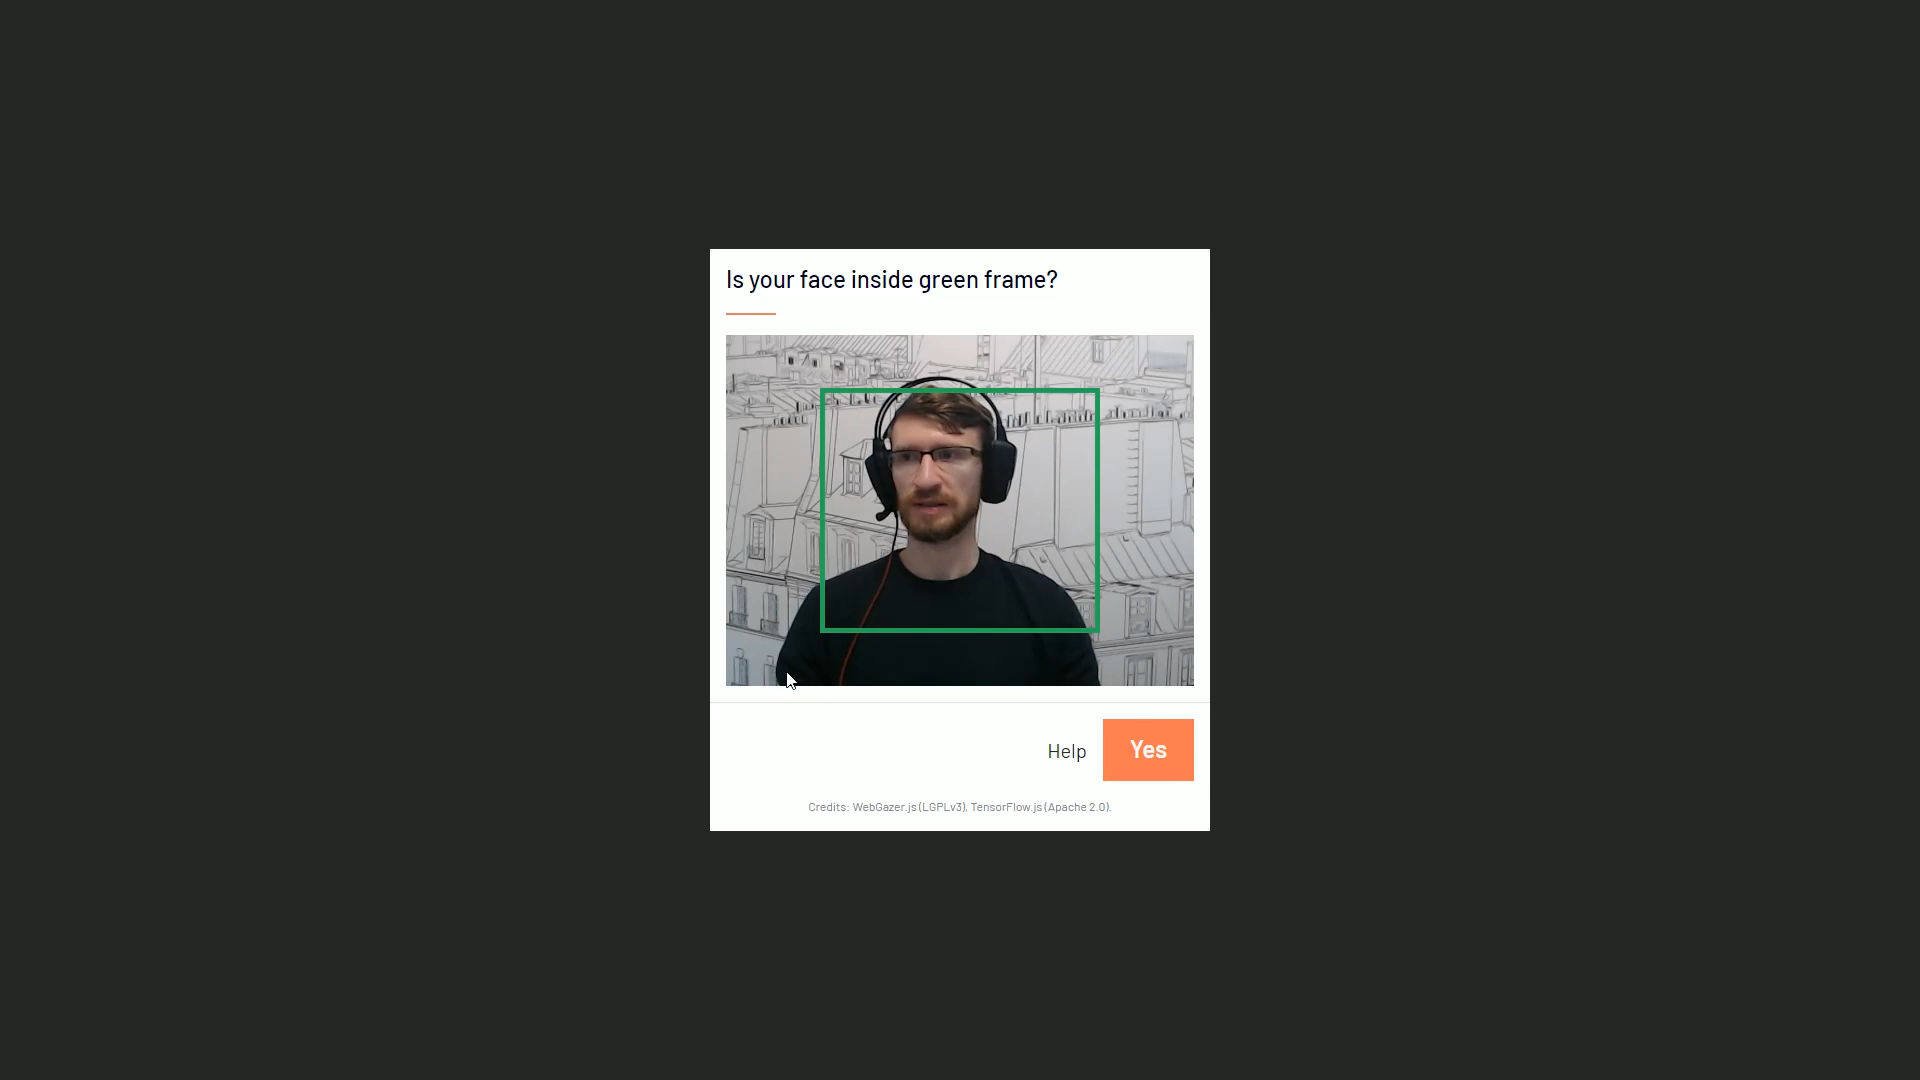 Is your face inside green frame?
Help
Yes
Credits: WebGazer.js (LGPLv3), TensorFlow.js (Apache 2.0).